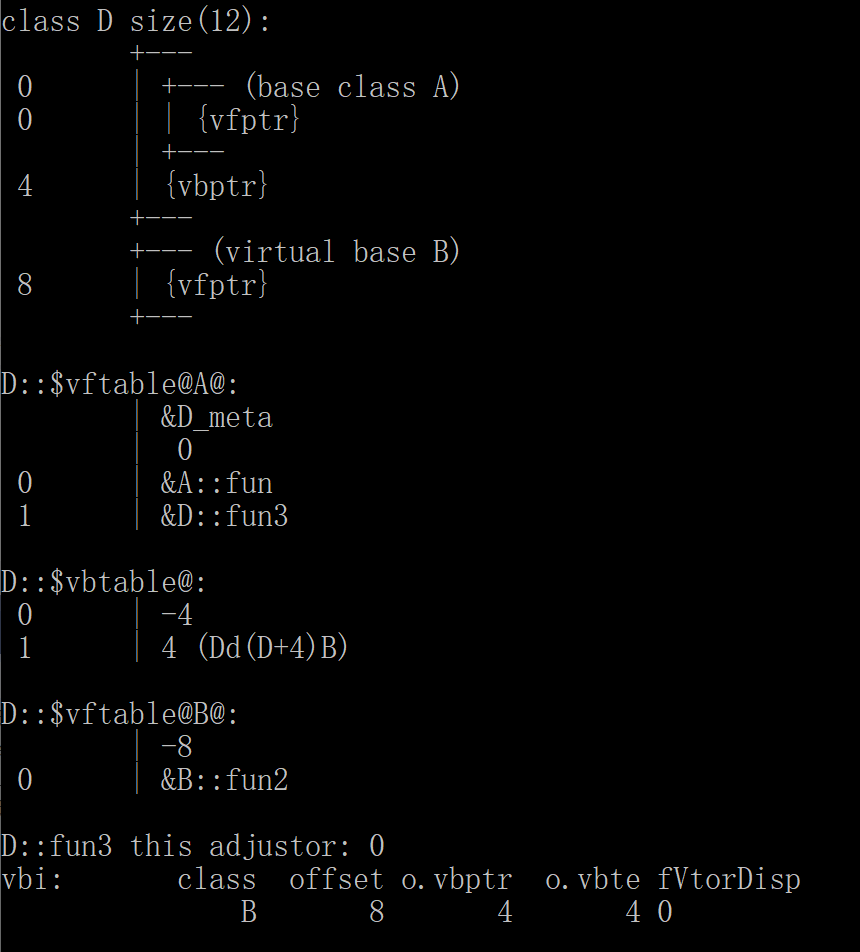 class D size(12):
        +---
 0      | +--- (base class A)
 0      | | {vfptr}
        | +---
 4      | {vbptr}
        +---
        +--- (virtual base B)
 8      | {vfptr}
        +---
D::$vftable@A@:
        | &D_meta
        |  0
 0      | &A::fun
 1      | &D::fun3
D::$vbtable@:
 0      | -4
 1      | 4 (Dd(D+4)B)
D::$vftable@B@:
        | -8
 0      | &B::fun2
D::fun3 this adjustor: 0
vbi:       class  offset o.vbptr  o.vbte fVtorDisp
               B       8       4       4 0